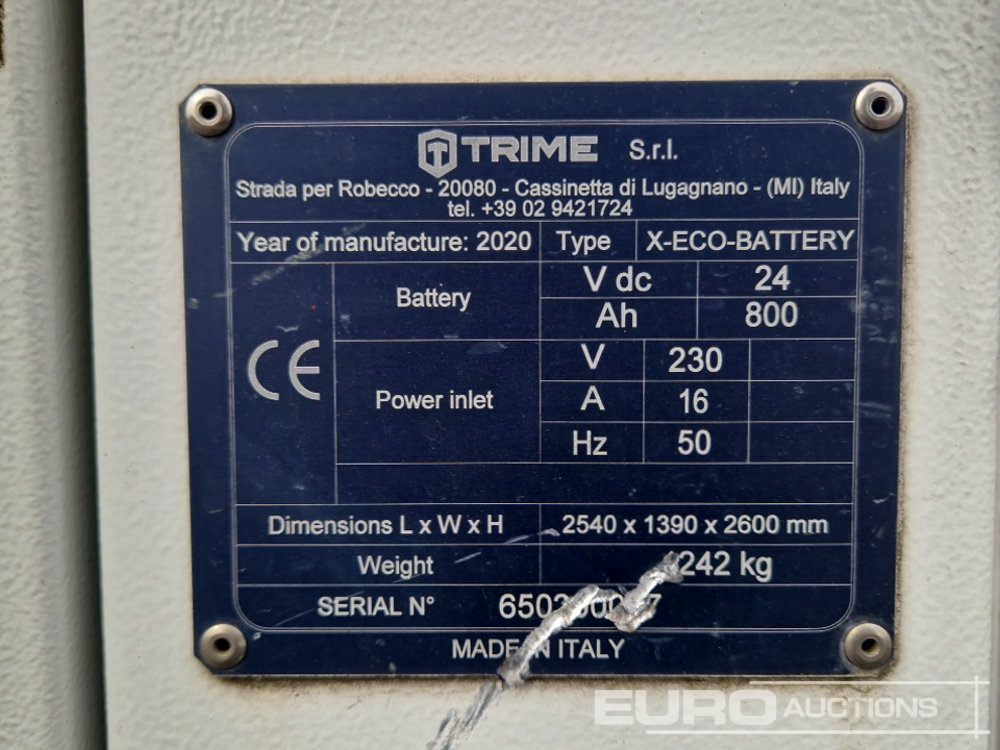 TRIME S.r.l.
Strada per Robecco - 20080 - Cassinetta di Lugagnano - (MI) Italy
tel. +39 02 9421724
Year of manufacture: 2020 Type X-ECO-BATTERY
Battery V dc 24
Ah 800
CE
Power inlet V 230
A 16
Hz 50
Dimensions L x W x H 2540 x 1390 x 2600 mm
Weight kg
SERIAL N°
MADE IN ITALY
EURO AUCTIONS